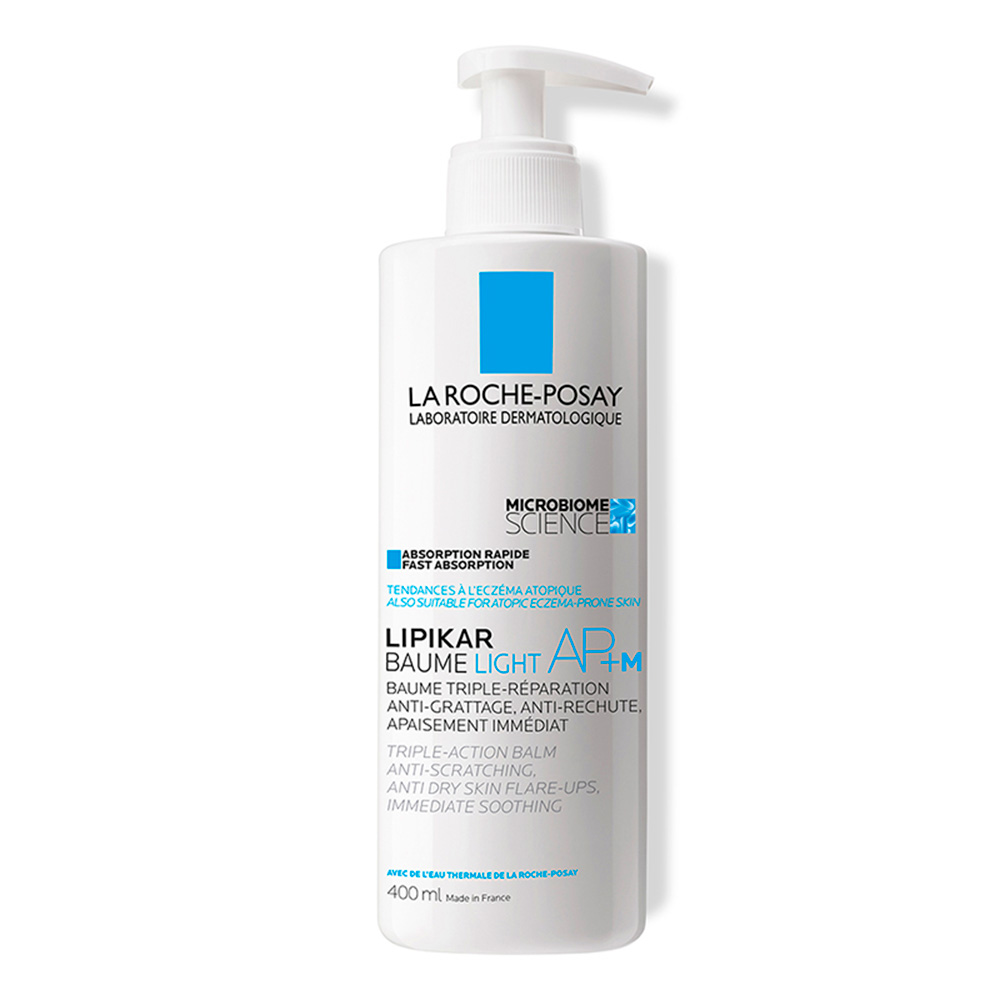 LA ROCHE-POSAY
LABORATOIRE DERMATOLOGIQUE
MICROBIOME
SCIENCE
ABSORPTION RAPIDE
FAST ABSORPTION
TENDANCES À L'ECZÉMA ATOPIQUE
ALSO SUITABLE FOR ATOPIC ECZEMA-PRONE SKIN
LIPIKAR
BAUME LIGHT AP+M
BAUME TRIPLE-RÉPARATION
ANTI-GRATTAGE, ANTI-RECHUTE,
APAISEMENT IMMÉDIAT
TRIPLE-ACTION BALM
ANTI-SCRATCHING,
ANTI DRY SKIN FLARE-UPS,
IMMEDIATE SOOTHING
AVEC DE L'EAU THERMALE DE LA ROCHE-POSAY
400 ml Made in France